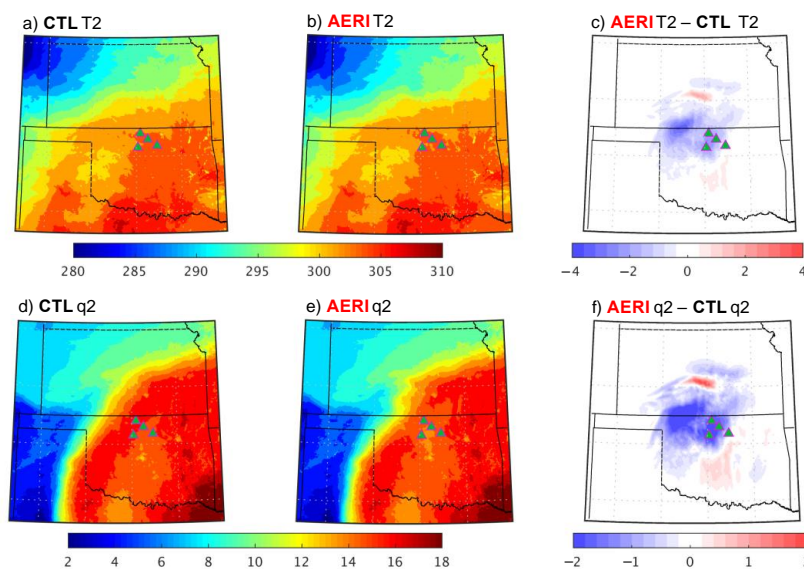 a) CTL T2
b) AERI T2
c) AERI T2 – CTL T2
280 285 290 295 300 305 310
−4 −2 0 2 4
d) CTL q2
e) AERI q2
f) AERI q2 – CTL q2
2 4 6 8 10 12 14 16 18
−2 −1 0 1